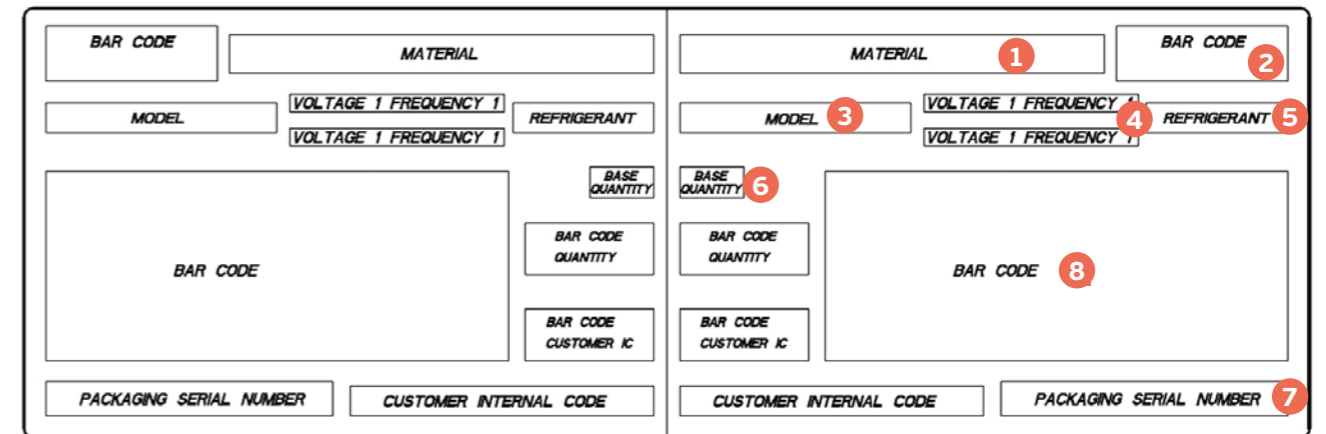 BAR CODE
MATERIAL
MODEL
VOLTAGE 1 FREQUENCY 1
VOLTAGE 1 FREQUENCY 1
REFRIGERANT
BASE
QUANTITY
BAR CODE
BAR CODE
QUANTITY
BAR CODE
CUSTOMER IC
PACKAGING SERIAL NUMBER
CUSTOMER INTERNAL CODE
MATERIAL 1
BAR CODE
2
MODEL 3
VOLTAGE 1 FREQUENCY 1
4
VOLTAGE 1 FREQUENCY 1
REFRIGERANT 5
BASE
QUANTITY 6
BAR CODE
QUANTITY
BAR CODE 8
BAR CODE
CUSTOMER IC
CUSTOMER INTERNAL CODE
PACKAGING SERIAL NUMBER 7